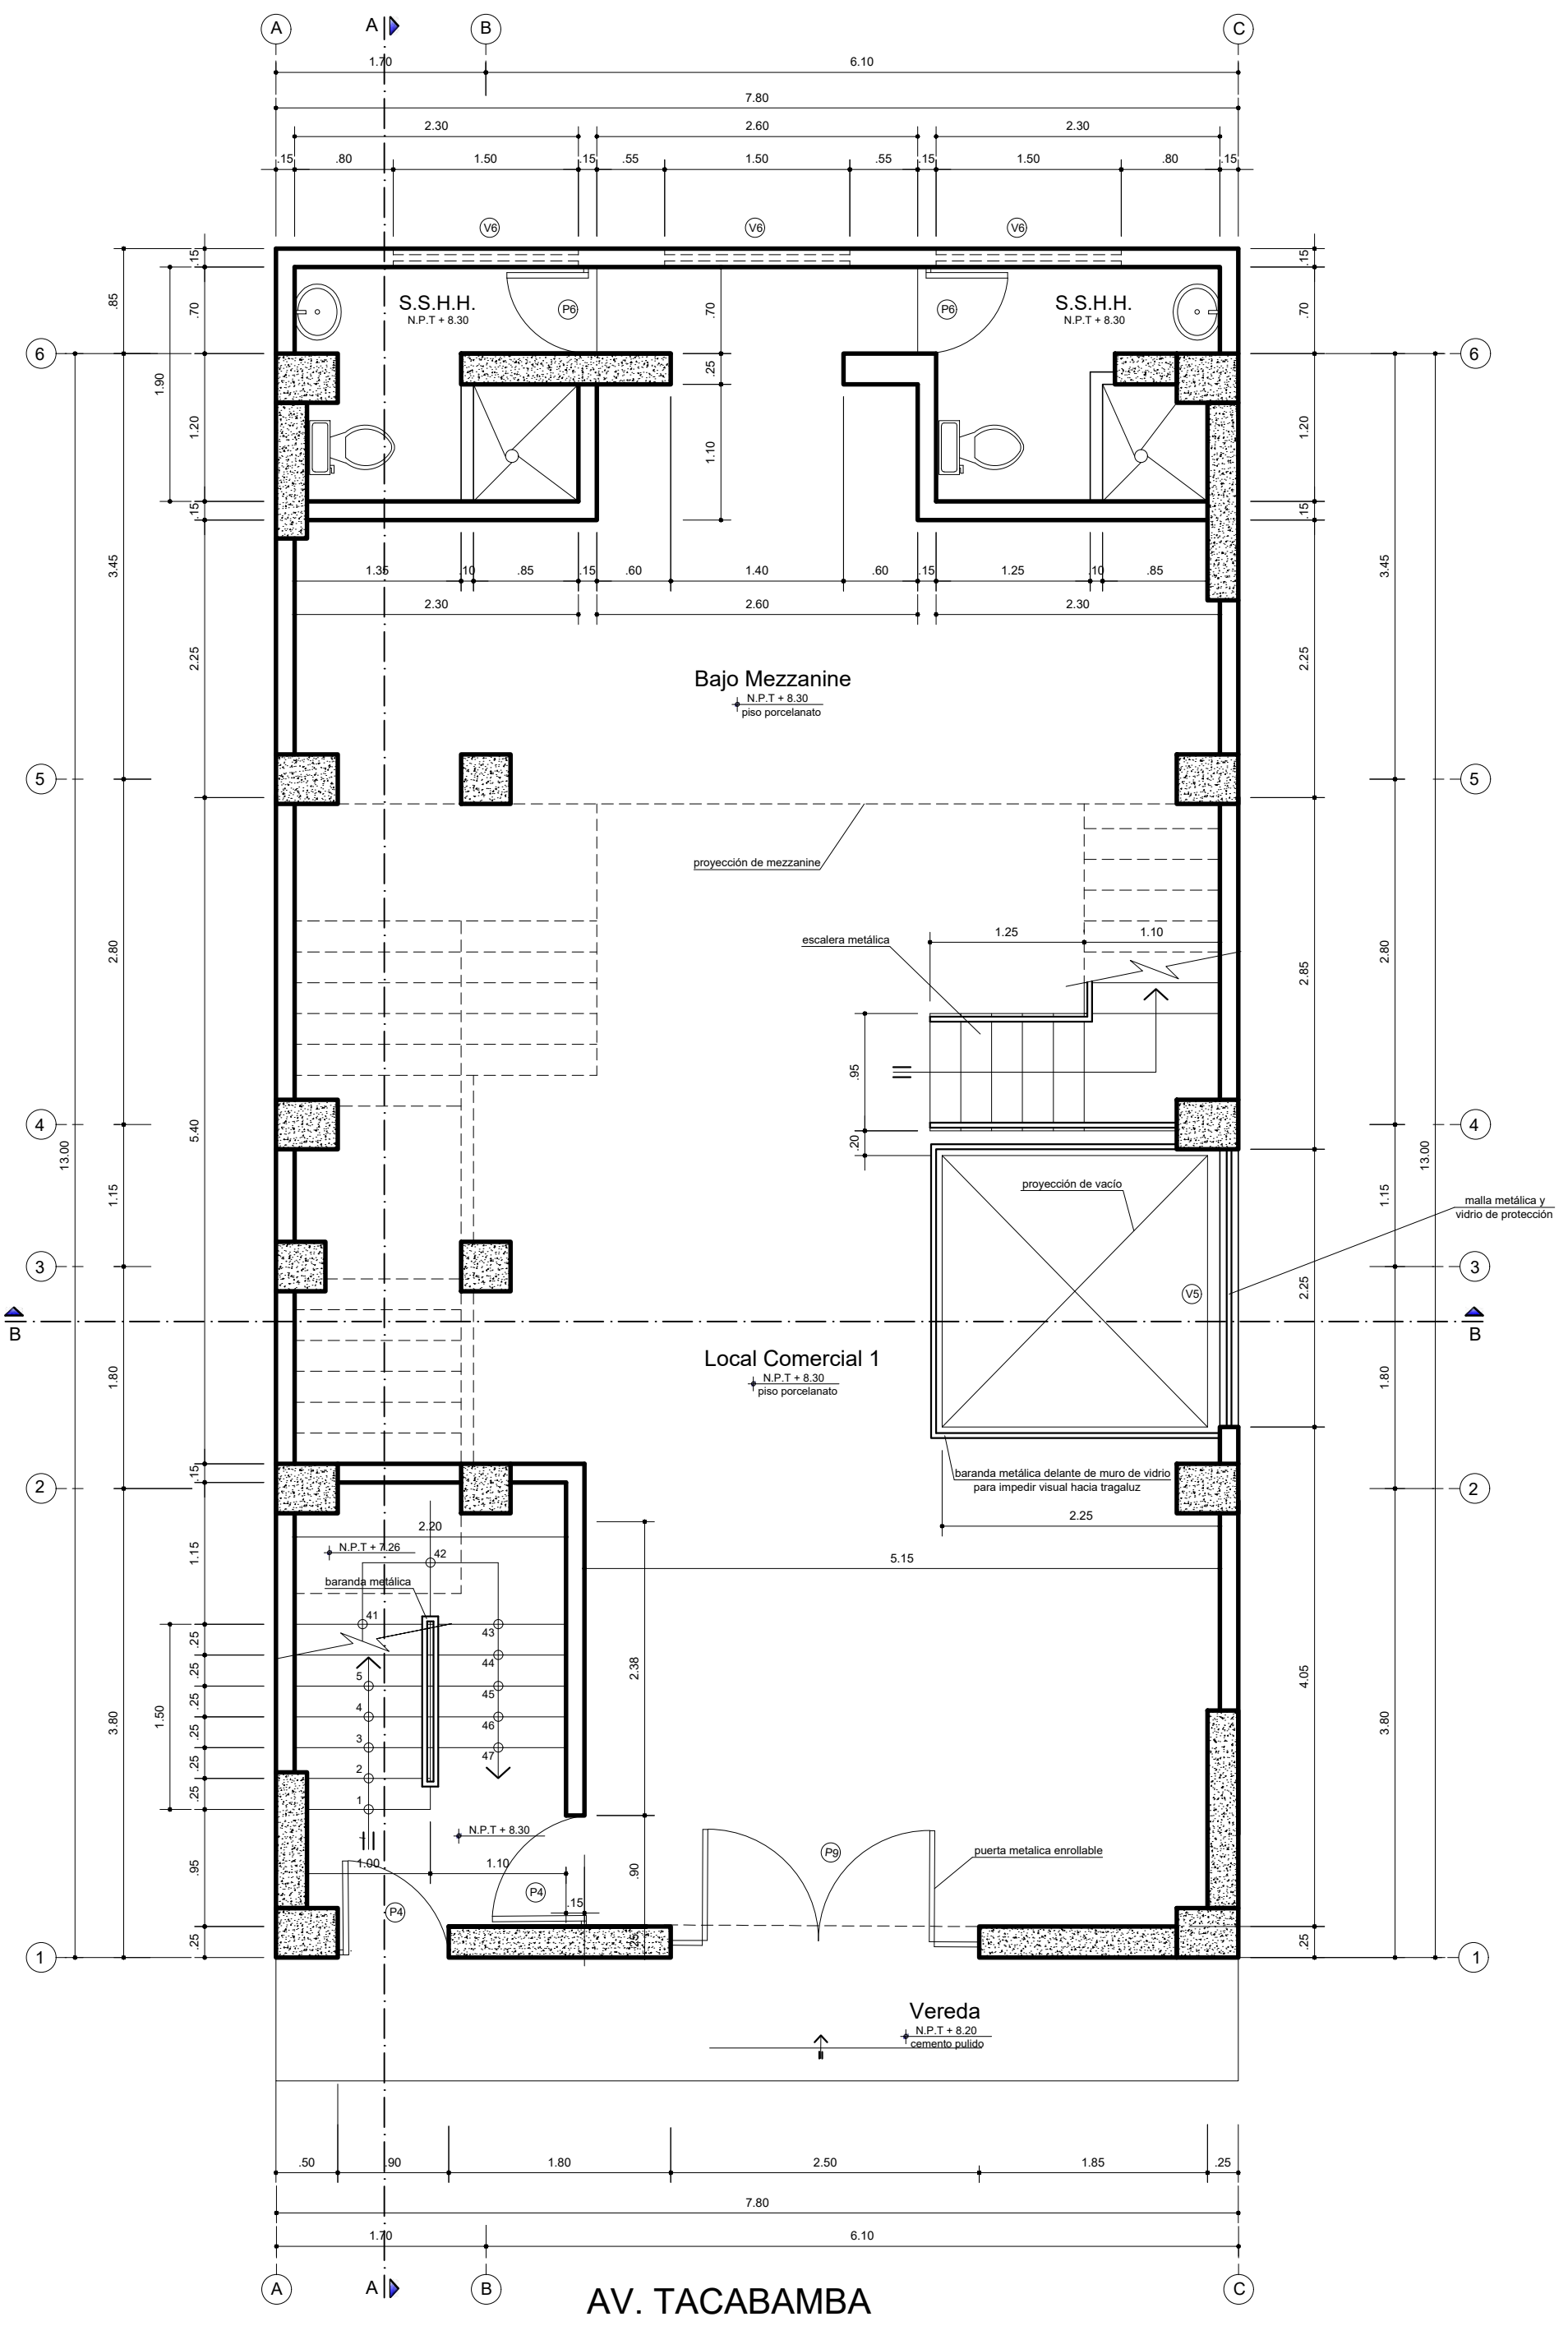 A A B C
1.70 6.10
7.80
2.30 2.60 2.30
.15 .80 1.50 .15 .55 1.50 .55 .15 1.50 .80 .15
V6 V6 V6
.15 .15
.85 .70 S.S.H.H. P6 .70 P6 S.S.H.H. .70
N.P.T + 8.30 N.P.T + 8.30
6 6
1.90 .25
1.20 1.10 1.20
.15 .15
3.45 1.35 .10 .85 .15 .60 1.40 .60 .15 1.25 .10 .85 3.45
2.30 2.60 2.30
2.25 2.25
Bajo Mezzanine
N.P.T + 8.30
piso porcelanato
5 5
proyección de mezzanine
escalera metálica 1.25 1.10
2.80 2.85 2.80
.95
4 4
13.00 5.40 .20 13.00
1.15 proyección de vacío 1.15
malla metálica y
vidrio de protección
3 3
V5 2.25
B B
Local Comercial 1
N.P.T + 8.30
piso porcelanato
1.80 1.80
.15
2 2
baranda metálica delante de muro de vidrio
para impedir visual hacia tragaluz
2.25
2.20
1.15 N.P.T + 7.26 42 5.15
baranda metálica
41 43
.25 44
.25 5 45 2.38
.25 4 46 4.05
3.80 1.50 .25 3 47 3.80
.25 2
.25 1
N.P.T + 8.30
P9 puerta metalica enrollable
.95 1.00 1.10 .90
P4 P4 .15
.25 .25 .25
1 1
Vereda
N.P.T + 8.20
cemento pulido
.50 .90 1.80 2.50 1.85 .25
7.80
1.70 6.10
A A B C
AV. TACABAMBA